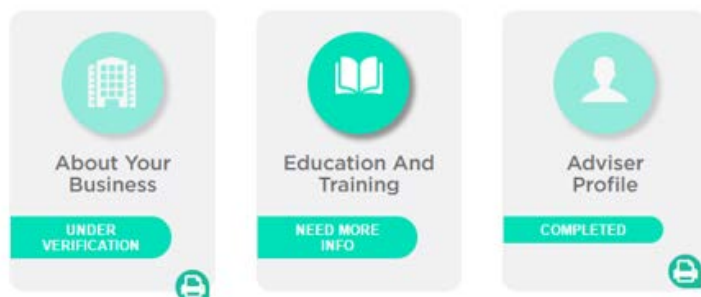 About Your
Business
UNDER
VERIFICATION
Education And
Training
NEED MORE
INFO
Adviser
Profile
COMPLETED